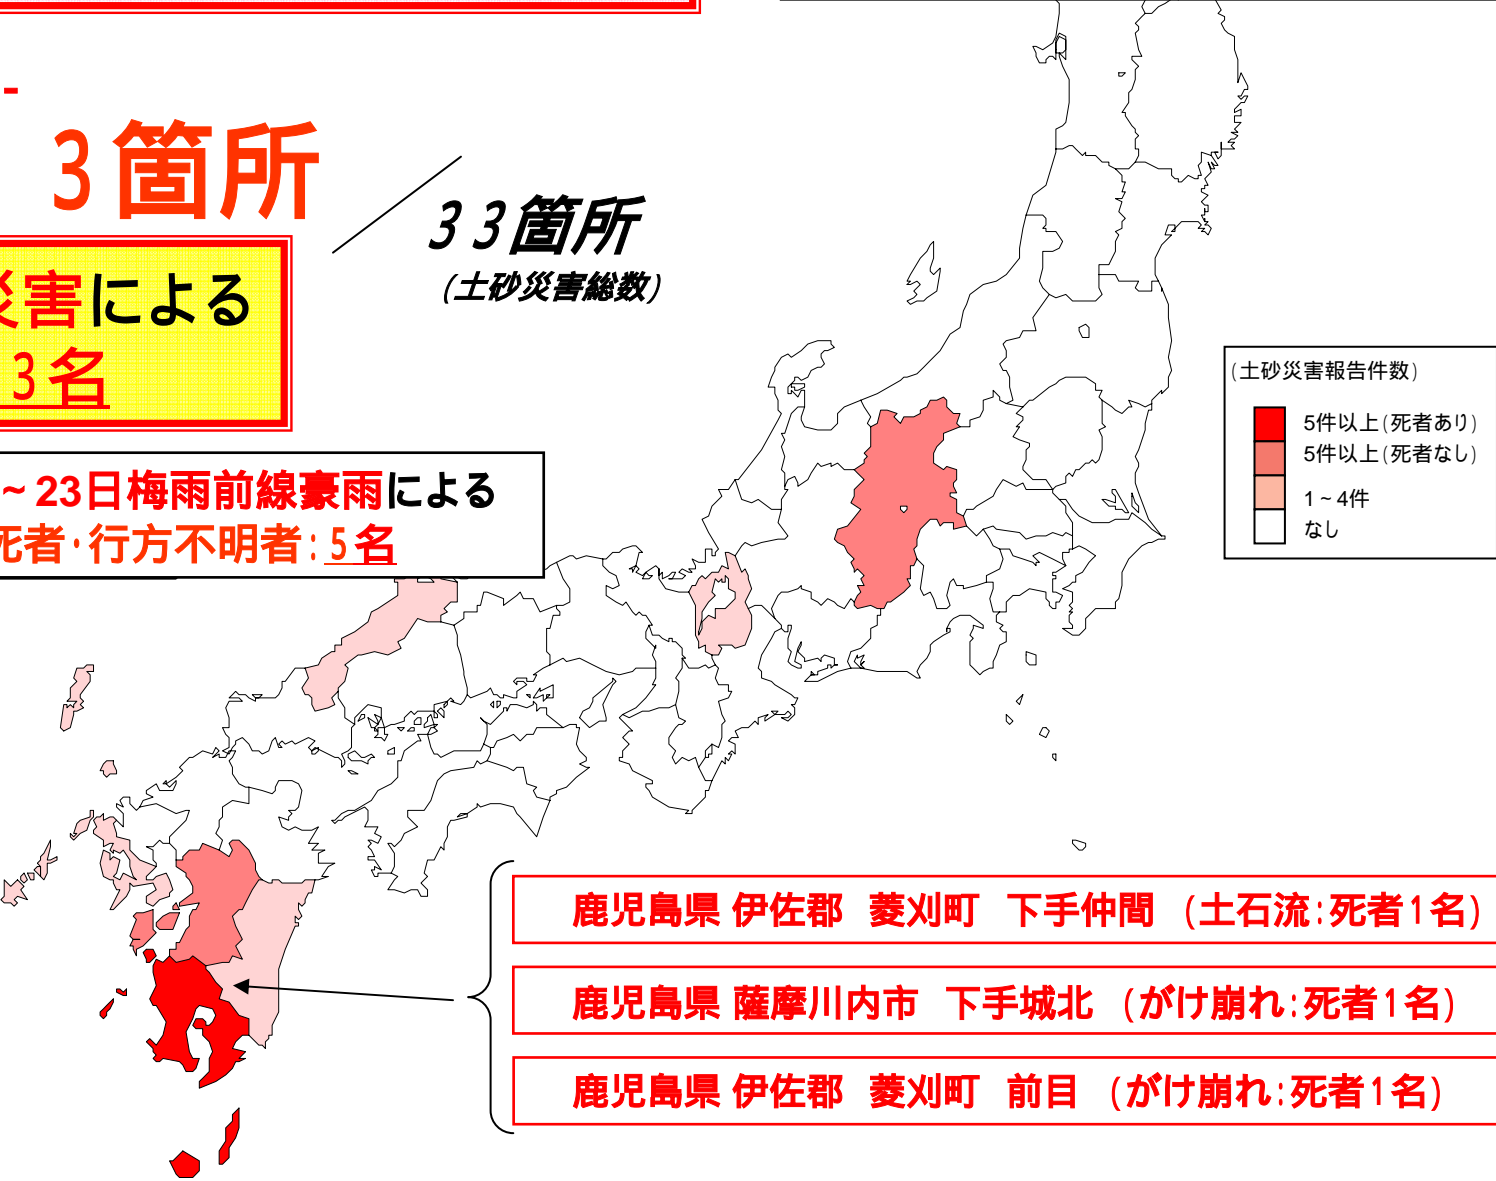 3箇所
33箇所
(土砂災害総数)
災害による
3名
~23日梅雨前線豪雨による
死者・行方不明者:5名
(土砂災害報告件数)
5件以上(死者あり)
5件以上(死者なし)
1~4件
なし
鹿児島県 伊佐郡 菱刈町 下手仲間 (土石流:死者1名)
鹿児島県 薩摩川内市 下手城北 (がけ崩れ:死者1名)
鹿児島県 伊佐郡 菱刈町 前目 (がけ崩れ:死者1名)